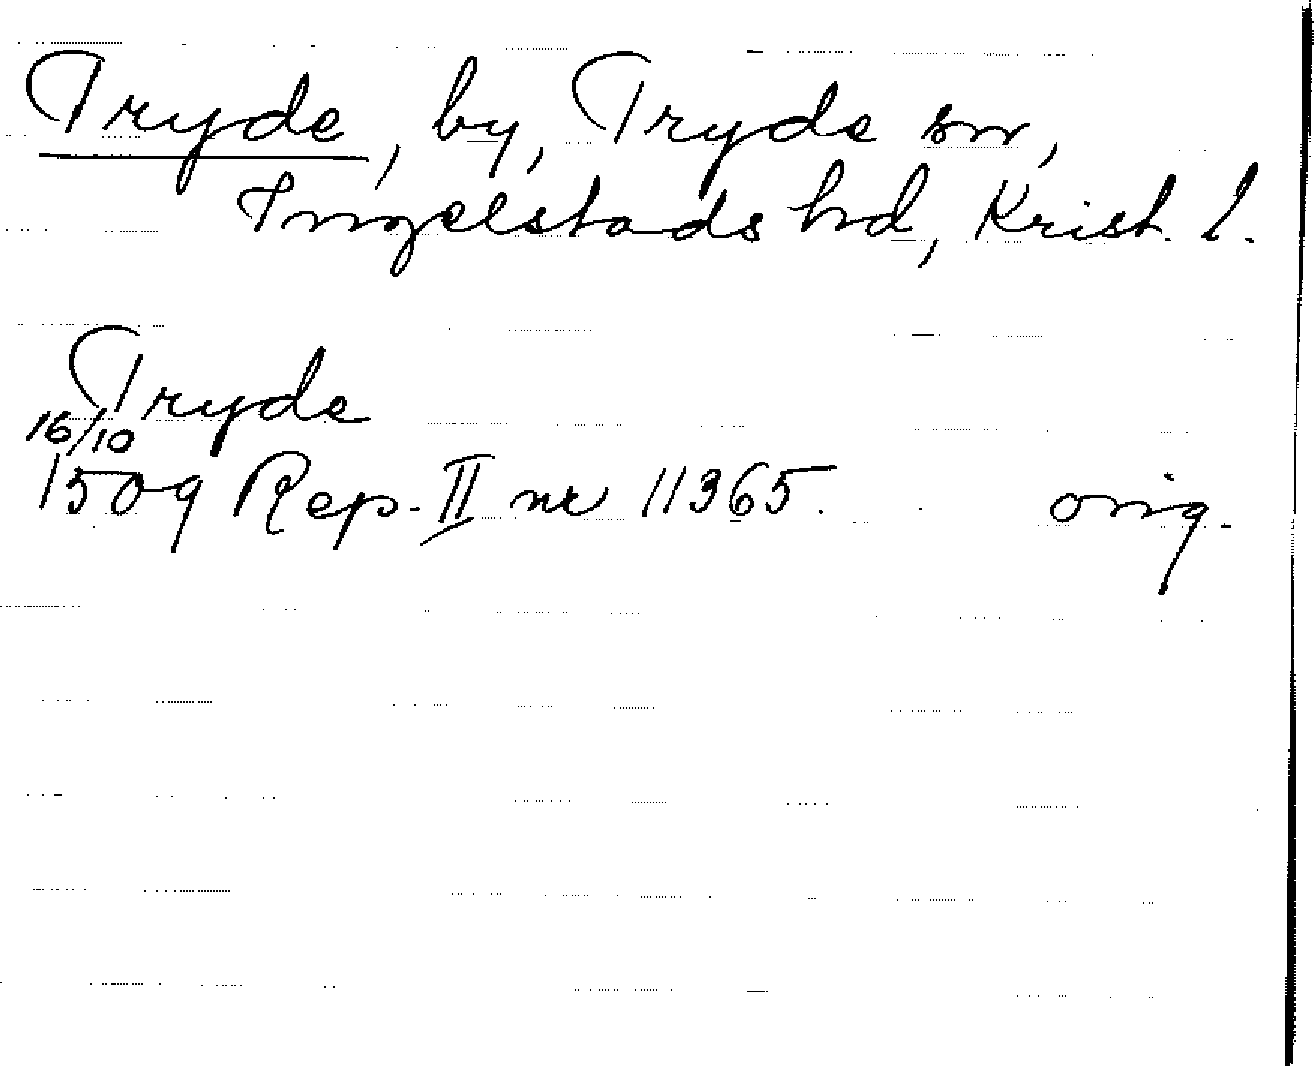 Tryde, by, Tryde sn,
Ingelstads hd, Krist. l.
Tryde
16/10
1509 Rep. II nr 11365. orig.